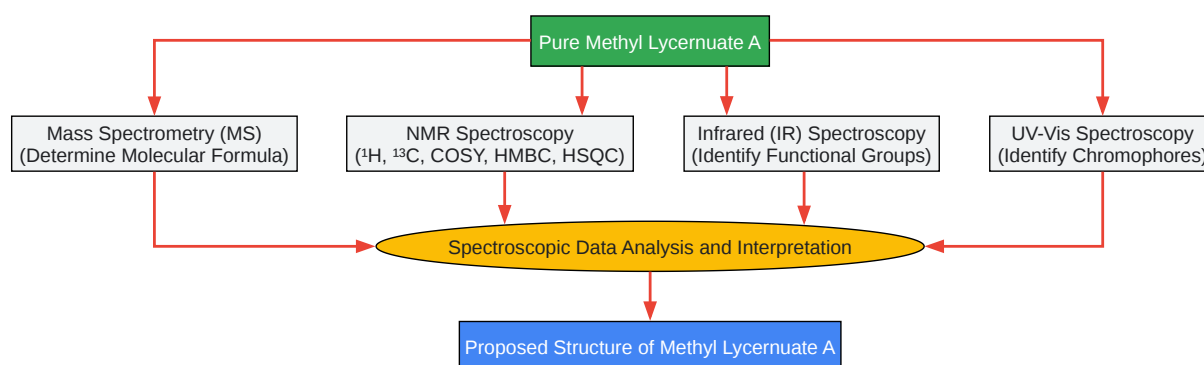 Pure Methyl Lycernuate A
Mass Spectrometry (MS)
(Determine Molecular Formula)
NMR Spectroscopy
(¹H, ¹³C, COSY, HMBC, HSQC)
Infrared (IR) Spectroscopy
(Identify Functional Groups)
UV-Vis Spectroscopy
(Identify Chromophores)
Spectroscopic Data Analysis and Interpretation
Proposed Structure of Methyl Lycernuate A